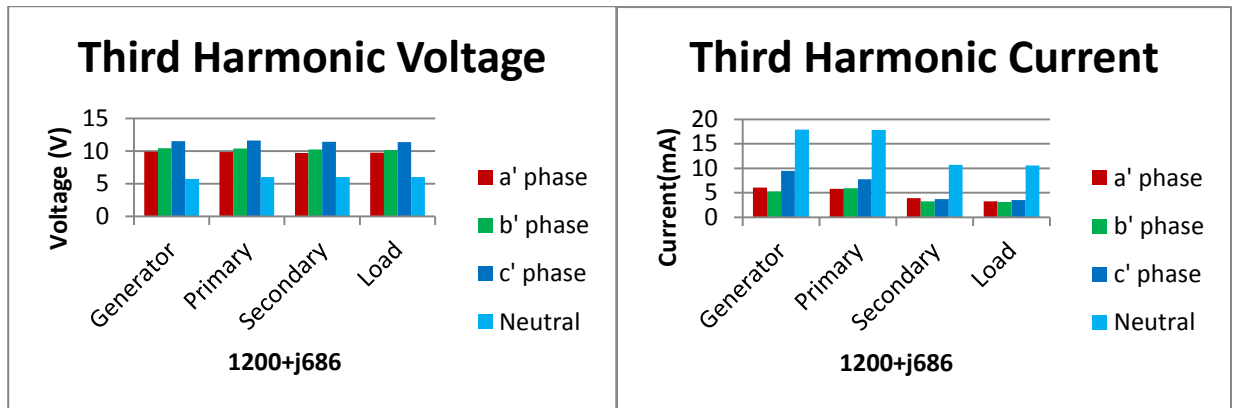 Third Harmonic Voltage
Voltage (V)
15
10
5
0
Generator
Primary
Secondary
Load
1200+j686
a' phase
b' phase
c' phase
Neutral
Third Harmonic Current
Current(mA)
20
15
10
5
0
Generator
Primary
Secondary
Load
1200+j686
a' phase
b' phase
c' phase
Neutral